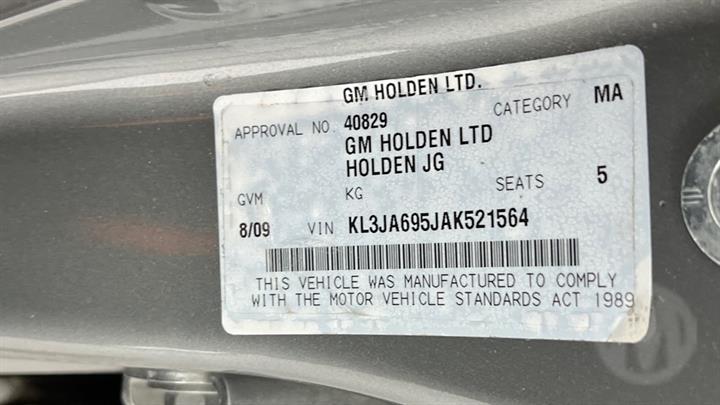 GM HOLDEN LTD.
APPROVAL NO. 40829 CATEGORY MA
GM HOLDEN LTD
HOLDEN JG
GVM KG SEATS 5
8/09 VIN KL3JA695JAK521564
THIS VEHICLE WAS MANUFACTURED TO COMPLY
WITH THE MOTOR VEHICLE STANDARDS ACT 1989
M